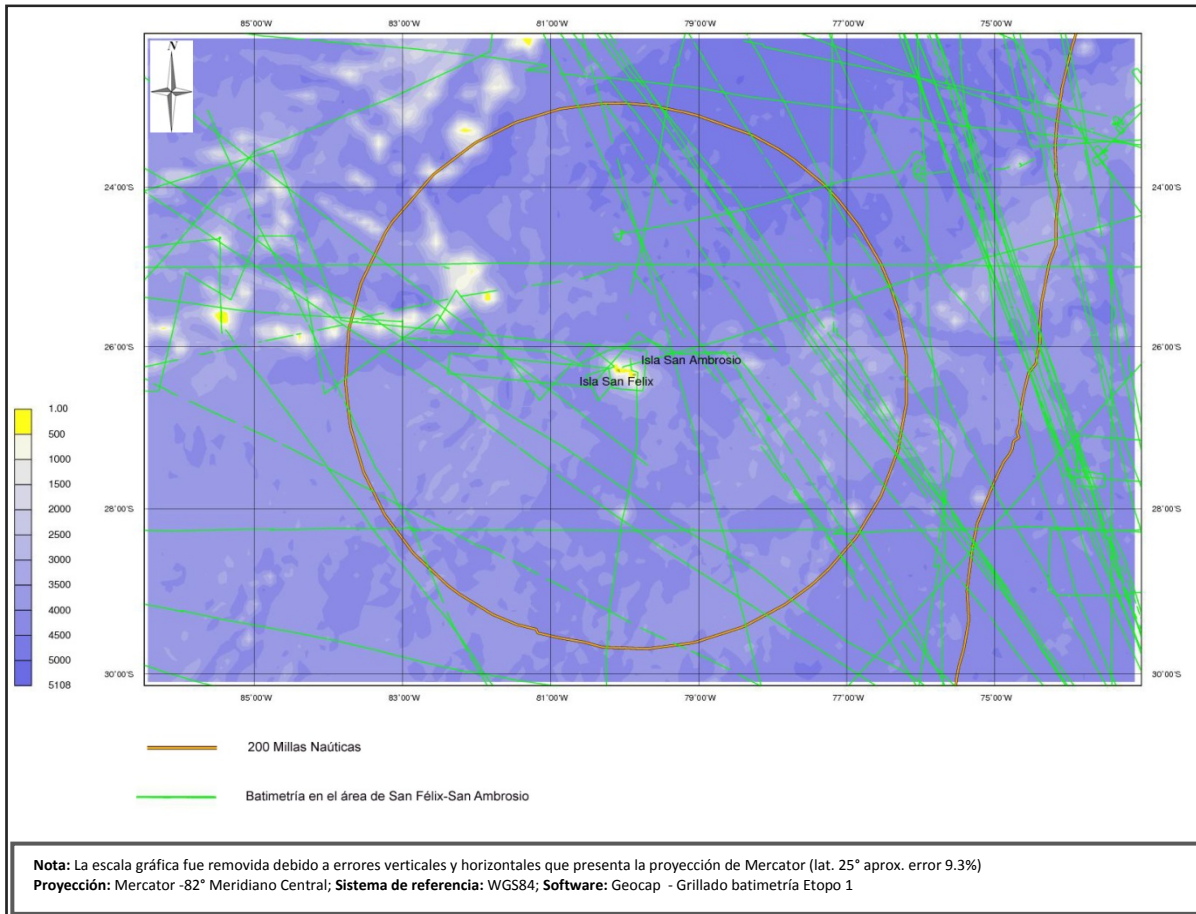 85°00'W 83°00'W 81°00'W 79°00'W 77°00'W 75°00'W
N
24°00'S 24°00'S
26°00'S 26°00'S
Isla San Ambrosio
Isla San Felix
1.00
500
1000
1500
2000
2500
3000
3500
4000
4500
5000
5108
28°00'S 28°00'S
30°00'S 30°00'S
85°00'W 83°00'W 81°00'W 79°00'W 77°00'W 75°00'W
200 Millas Naúticas
Batimetría en el área de San Félix-San Ambrosio
Nota: La escala gráfica fue removida debido a errores verticales y horizontales que presenta la proyección de Mercator (lat. 25° aprox. error 9.3%)
Proyección: Mercator -82° Meridiano Central; Sistema de referencia: WGS84; Software: Geocap - Grillado batimetría Etopo 1